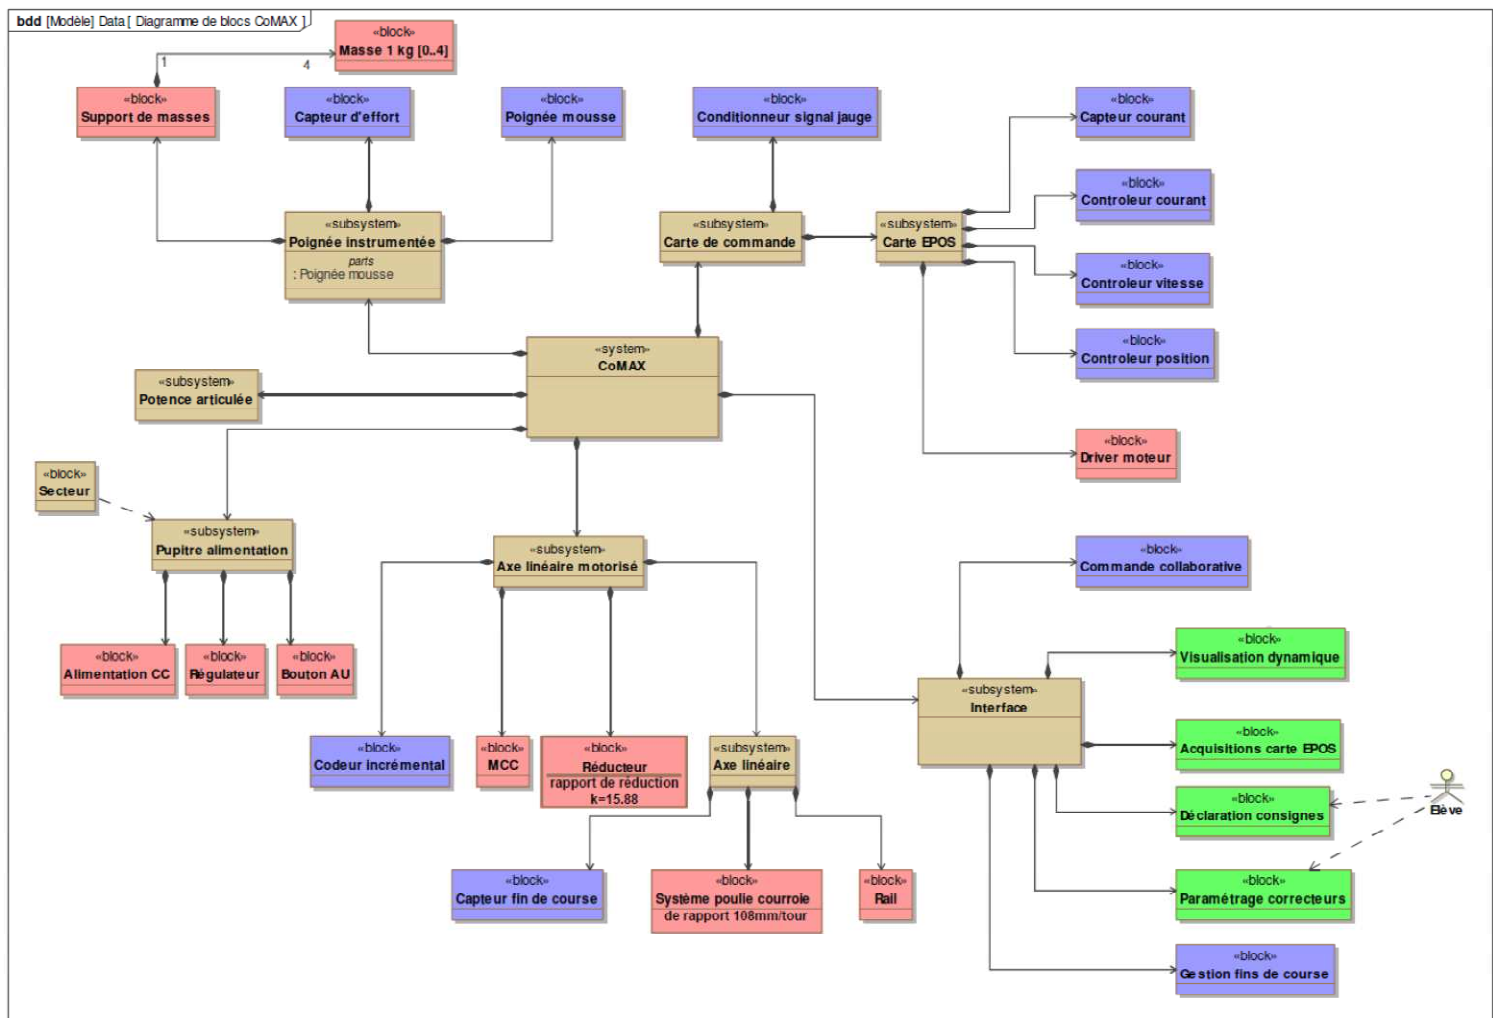 bdd [Modèle] Data [ Diagramme de blocs CoMAX ]
«block»
Masse 1 kg [0..4]
1
4
«block»
Support de masses
«block»
Capteur d'effort
«block»
Poignée mousse
«block»
Conditionneur signal jauge
«block»
Capteur courant
«block»
Controleur courant
«subsystem»
Poignée instrumentée
parts
: Poignée mousse
«subsystem»
Carte de commande
«subsystem»
Carte EPOS
«block»
Controleur vitesse
«block»
Controleur position
«system»
CoMAX
«subsystem»
Potence articulée
«block»
Driver moteur
«block»
Secteur
«subsystem»
Pupitre alimentation
«subsystem»
Axe linéaire motorisé
«block»
Commande collaborative
«block»
Alimentation CC
«block»
Régulateur
«block»
Bouton AU
«block»
Visualisation dynamique
«subsystem»
Interface
«block»
Codeur incrémental
«block»
MCC
«block»
Réducteur
rapport de réduction
k=15.88
«subsystem»
Axe linéaire
«block»
Acquisitions carte EPOS
«block»
Déclaration consignes
Elève
«block»
Capteur fin de course
«block»
Système poulie courroie
de rapport 108mm/tour
«block»
Rail
«block»
Paramétrage correcteurs
«block»
Gestion fins de course